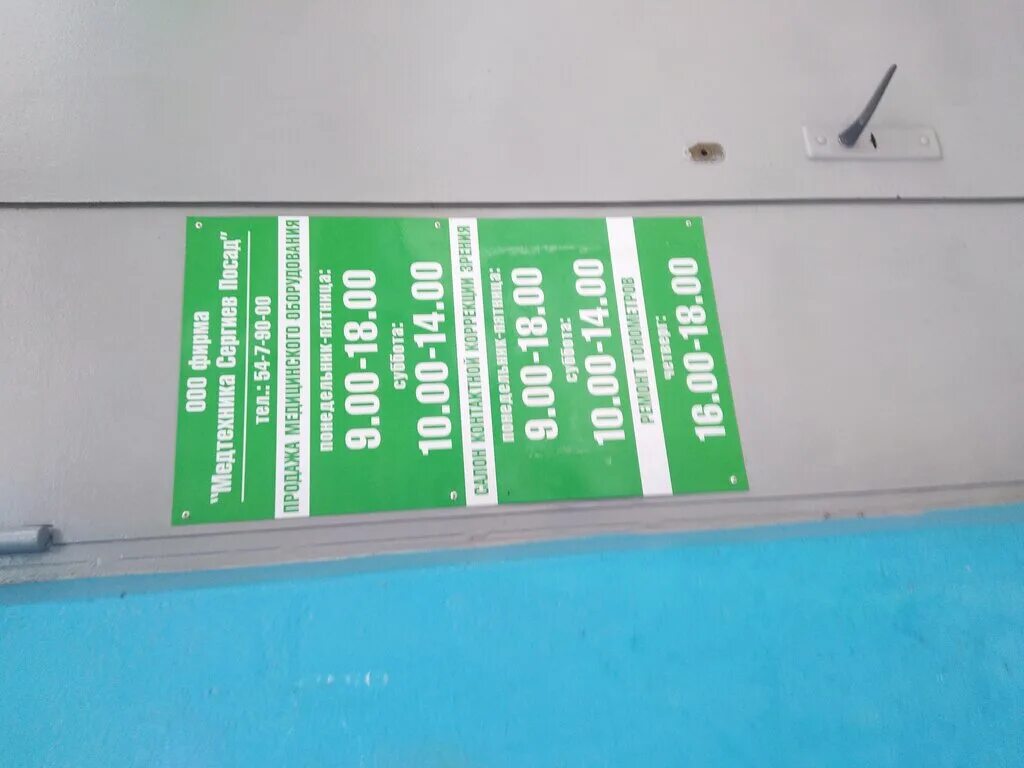 ООО фирма
"Медтехника Сергиев Посад"
тел.: 54-7-90-00
ПРОДАЖА МЕДИЦИНСКОГО ОБОРУДОВАНИЯ
понедельник-пятница:
9.00-18.00
суббота:
10.00-14.00
САЛОН КОНТАКТНОЙ КОРРЕКЦИИ ЗРЕНИЯ
понедельник-пятница:
9.00-18.00
суббота:
10.00-14.00
РЕМОНТ ТОНОМЕТРОВ
четверг:
16.00-18.00